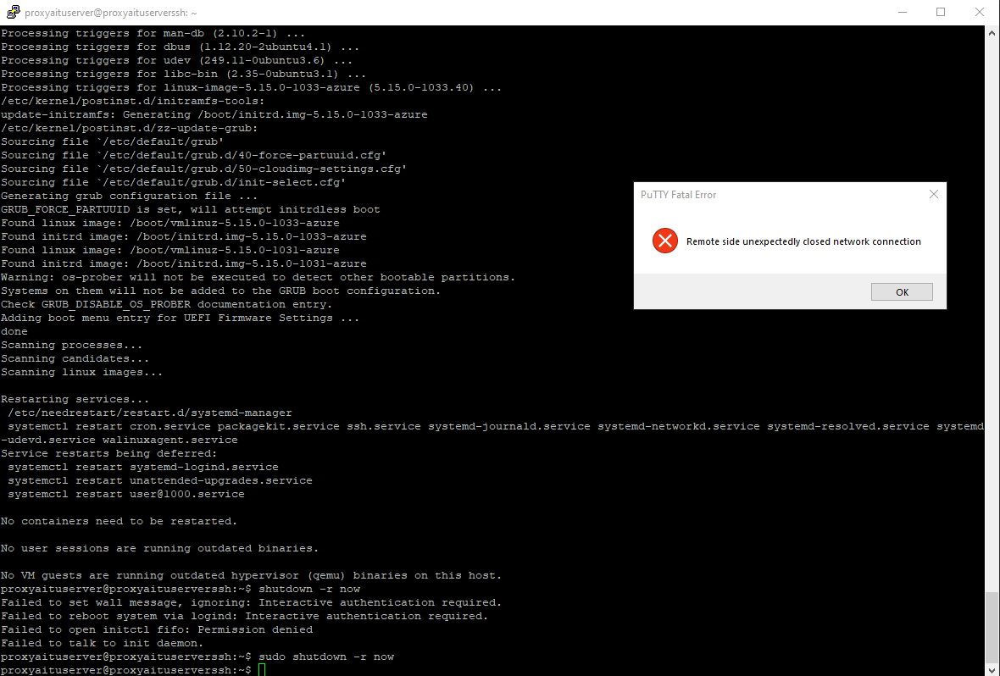 proxyaituserver@proxyaituserverssh: ~
Processing triggers for man-db (2.10.2-1) ...
Processing triggers for dbus (1.12.20-2ubuntu4.1) ...
Processing triggers for udev (249.11-0ubuntu3.6) ...
Processing triggers for libc-bin (2.35-0ubuntu3.1) ...
Processing triggers for linux-image-5.15.0-1033-azure (5.15.0-1033.40) ...
/etc/kernel/postinst.d/initramfs-tools:
update-initramfs: Generating /boot/initrd.img-5.15.0-1033-azure
/etc/kernel/postinst.d/zz-update-grub:
Sourcing file `/etc/default/grub'
Sourcing file `/etc/default/grub.d/40-force-partuuid.cfg'
Sourcing file `/etc/default/grub.d/50-cloudimg-settings.cfg'
Sourcing file `/etc/default/grub.d/init-select.cfg'
Generating grub configuration file ...
GRUB_FORCE_PARTUUID is set, will attempt initrdless boot
Found linux image: /boot/vmlinuz-5.15.0-1033-azure
Found initrd image: /boot/initrd.img-5.15.0-1033-azure
Found linux image: /boot/vmlinuz-5.15.0-1031-azure
Found initrd image: /boot/initrd.img-5.15.0-1031-azure
Warning: os-prober will not be executed to detect other bootable partitions.
Systems on them will not be added to the GRUB boot configuration.
Check GRUB_DISABLE_OS_PROBER documentation entry.
Adding boot menu entry for UEFI Firmware Settings ...
done
Scanning processes...
Scanning candidates...
Scanning linux images...
Restarting services...
/etc/needrestart/restart.d/systemd-manager
systemctl restart cron.service packagekit.service ssh.service systemd-journald.service systemd-networkd.service systemd-resolved.service systemd
-udevd.service walinuxagent.service
Service restarts being deferred:
systemctl restart systemd-logind.service
systemctl restart unattended-upgrades.service
systemctl restart user@1000.service
No containers need to be restarted.
No user sessions are running outdated binaries.
No VM guests are running outdated hypervisor (qemu) binaries on this host.
proxyaituserver@proxyaituserverssh:~$ shutdown -r now
Failed to set wall message, ignoring: Interactive authentication required.
Failed to reboot system via logind: Interactive authentication required.
Failed to open initctl fifo: Permission denied
Failed to talk to init daemon.
proxyaituserver@proxyaituserverssh:~$ sudo shutdown -r now
proxyaituserver@proxyaituserverssh:~$
PuTTY Fatal Error
Remote side unexpectedly closed network connection
OK